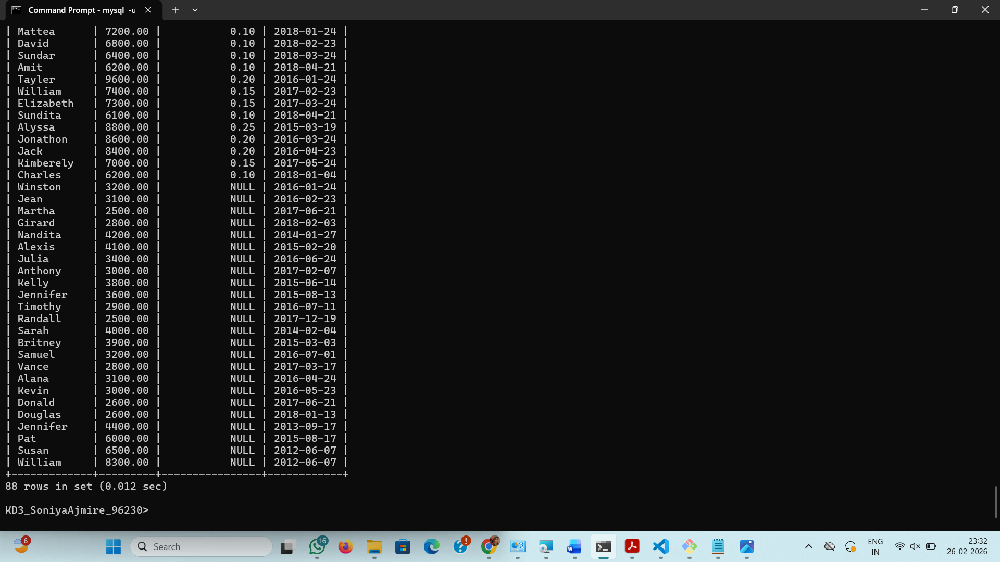 Command Prompt - mysql -u
| Mattea      | 7200.00 |           0.10 | 2018-01-24 |
| David       | 6800.00 |           0.10 | 2018-02-23 |
| Sundar      | 6400.00 |           0.10 | 2018-03-24 |
| Amit        | 6200.00 |           0.10 | 2018-04-21 |
| Tayler      | 9600.00 |           0.20 | 2016-01-24 |
| William     | 7400.00 |           0.15 | 2017-02-23 |
| Elizabeth   | 7300.00 |           0.15 | 2017-03-24 |
| Sundita     | 6100.00 |           0.10 | 2018-04-21 |
| Alyssa      | 8800.00 |           0.25 | 2015-03-19 |
| Jonathon    | 8600.00 |           0.20 | 2016-03-24 |
| Jack        | 8400.00 |           0.20 | 2016-04-23 |
| Kimberely   | 7000.00 |           0.15 | 2017-05-24 |
| Charles     | 6200.00 |           0.10 | 2018-01-04 |
| Winston     | 3200.00 |           NULL | 2016-01-24 |
| Jean        | 3100.00 |           NULL | 2016-02-23 |
| Martha      | 2500.00 |           NULL | 2017-06-21 |
| Girard      | 2800.00 |           NULL | 2018-02-03 |
| Nandita     | 4200.00 |           NULL | 2014-01-27 |
| Alexis      | 4100.00 |           NULL | 2015-02-20 |
| Julia       | 3400.00 |           NULL | 2016-06-24 |
| Anthony     | 3000.00 |           NULL | 2017-02-07 |
| Kelly       | 3800.00 |           NULL | 2015-06-14 |
| Jennifer    | 3600.00 |           NULL | 2015-08-13 |
| Timothy     | 2900.00 |           NULL | 2016-07-11 |
| Randall     | 2500.00 |           NULL | 2017-12-19 |
| Sarah       | 4000.00 |           NULL | 2014-02-04 |
| Britney     | 3900.00 |           NULL | 2015-03-03 |
| Samuel      | 3200.00 |           NULL | 2016-07-01 |
| Vance       | 2800.00 |           NULL | 2017-03-17 |
| Alana       | 3100.00 |           NULL | 2016-04-24 |
| Kevin       | 3000.00 |           NULL | 2016-05-23 |
| Donald      | 2600.00 |           NULL | 2017-06-21 |
| Douglas     | 2600.00 |           NULL | 2018-01-13 |
| Jennifer    | 4400.00 |           NULL | 2013-09-17 |
| Pat         | 6000.00 |           NULL | 2015-08-17 |
| Susan       | 6500.00 |           NULL | 2012-06-07 |
| William     | 8300.00 |           NULL | 2012-06-07 |
+-------------+---------+----------------+------------+
88 rows in set (0.012 sec)
KD3_SoniyaAjmire_96230>
6
Search
16
ENG
IN
23:32
26-02-2026